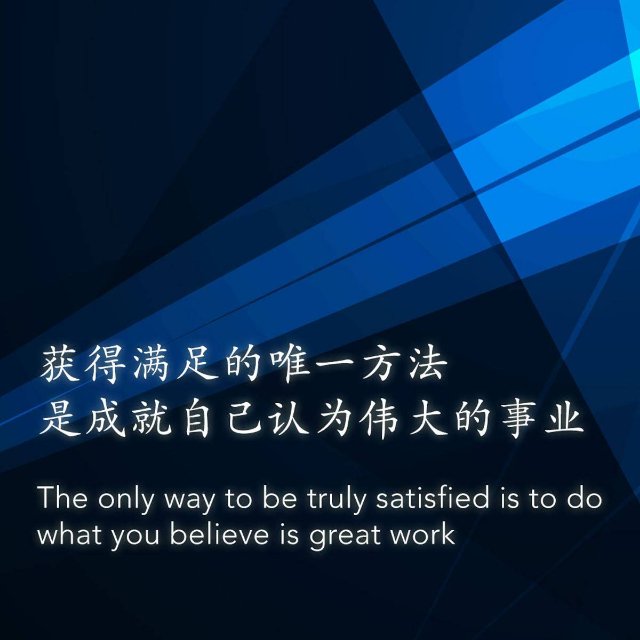 获得满足的唯一方法
是成就自己认为伟大的事业
The only way to be truly satisfied is to do
what you believe is great work